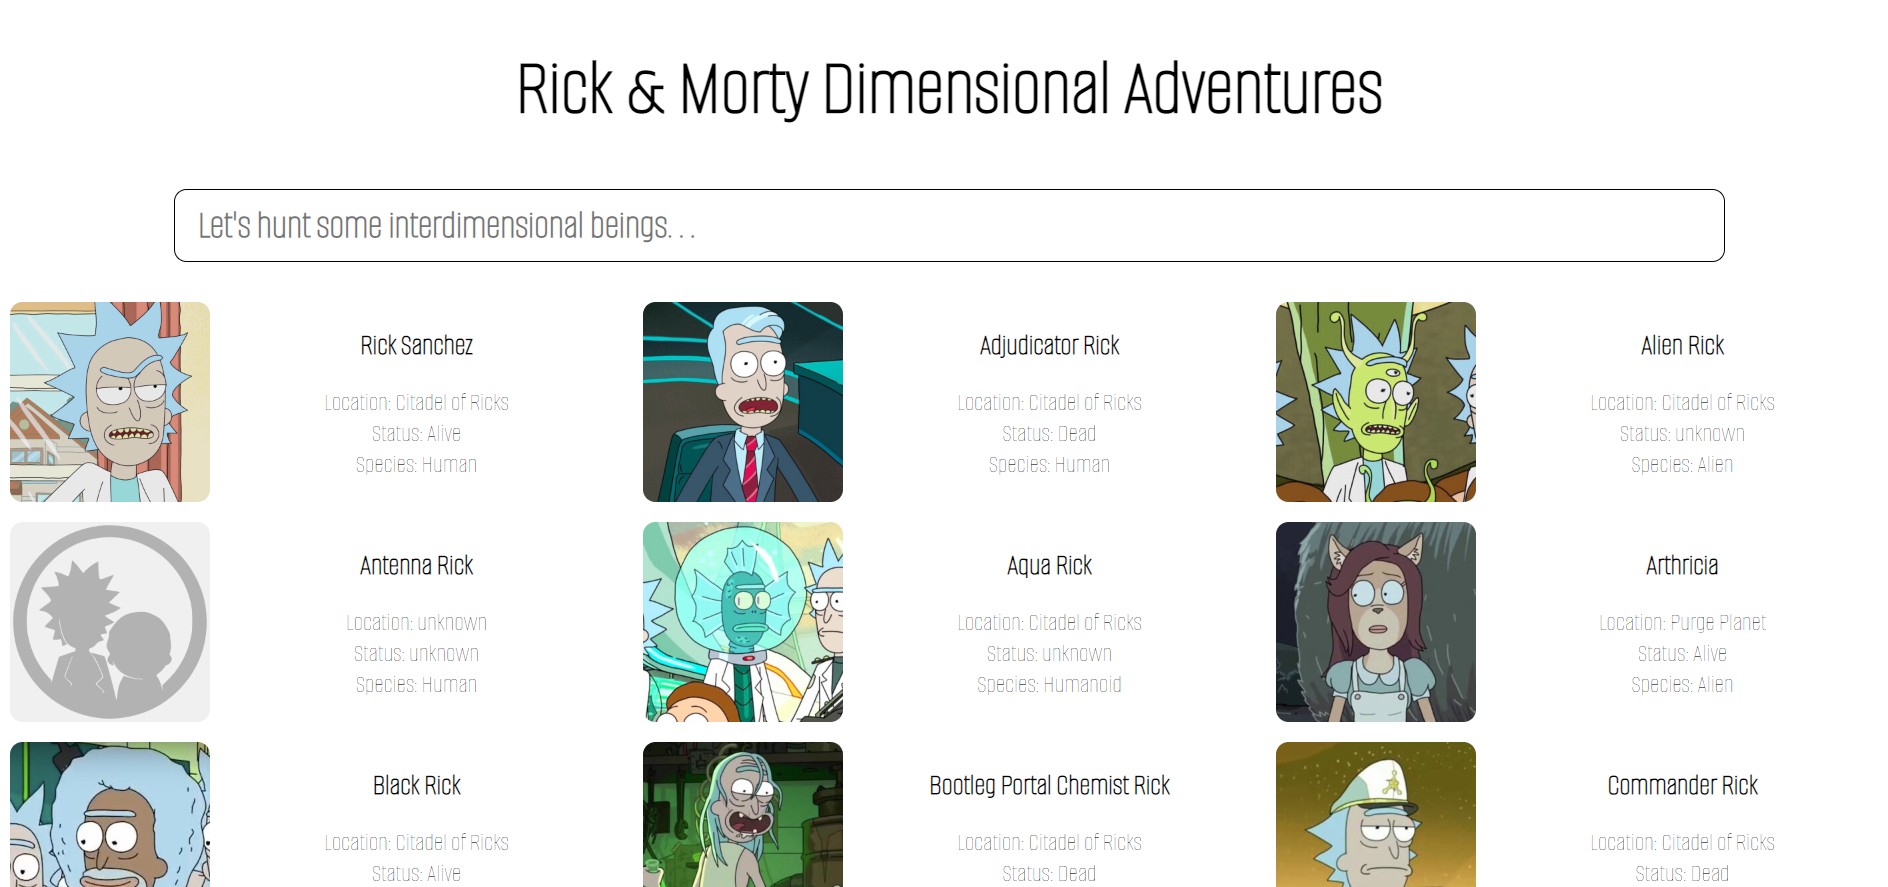 Rick & Morty Dimensional Adventures
Let's hunt some interdimensional beings. . .
Rick Sanchez
Location: Citadel of Ricks
Status: Alive
Species: Human
Adjudicator Rick
Location: Citadel of Ricks
Status: Dead
Species: Human
Alien Rick
Location: Citadel of Ricks
Status: unknown
Species: Alien
Antenna Rick
Location: unknown
Status: unknown
Species: Human
Aqua Rick
Location: Citadel of Ricks
Status: unknown
Species: Humanoid
Arthricia
Location: Purge Planet
Status: Alive
Species: Alien
Black Rick
Location: Citadel of Ricks
Status: Alive
Bootleg Portal Chemist Rick
Location: Citadel of Ricks
Status: Dead
Commander Rick
Location: Citadel of Ricks
Status: Dead